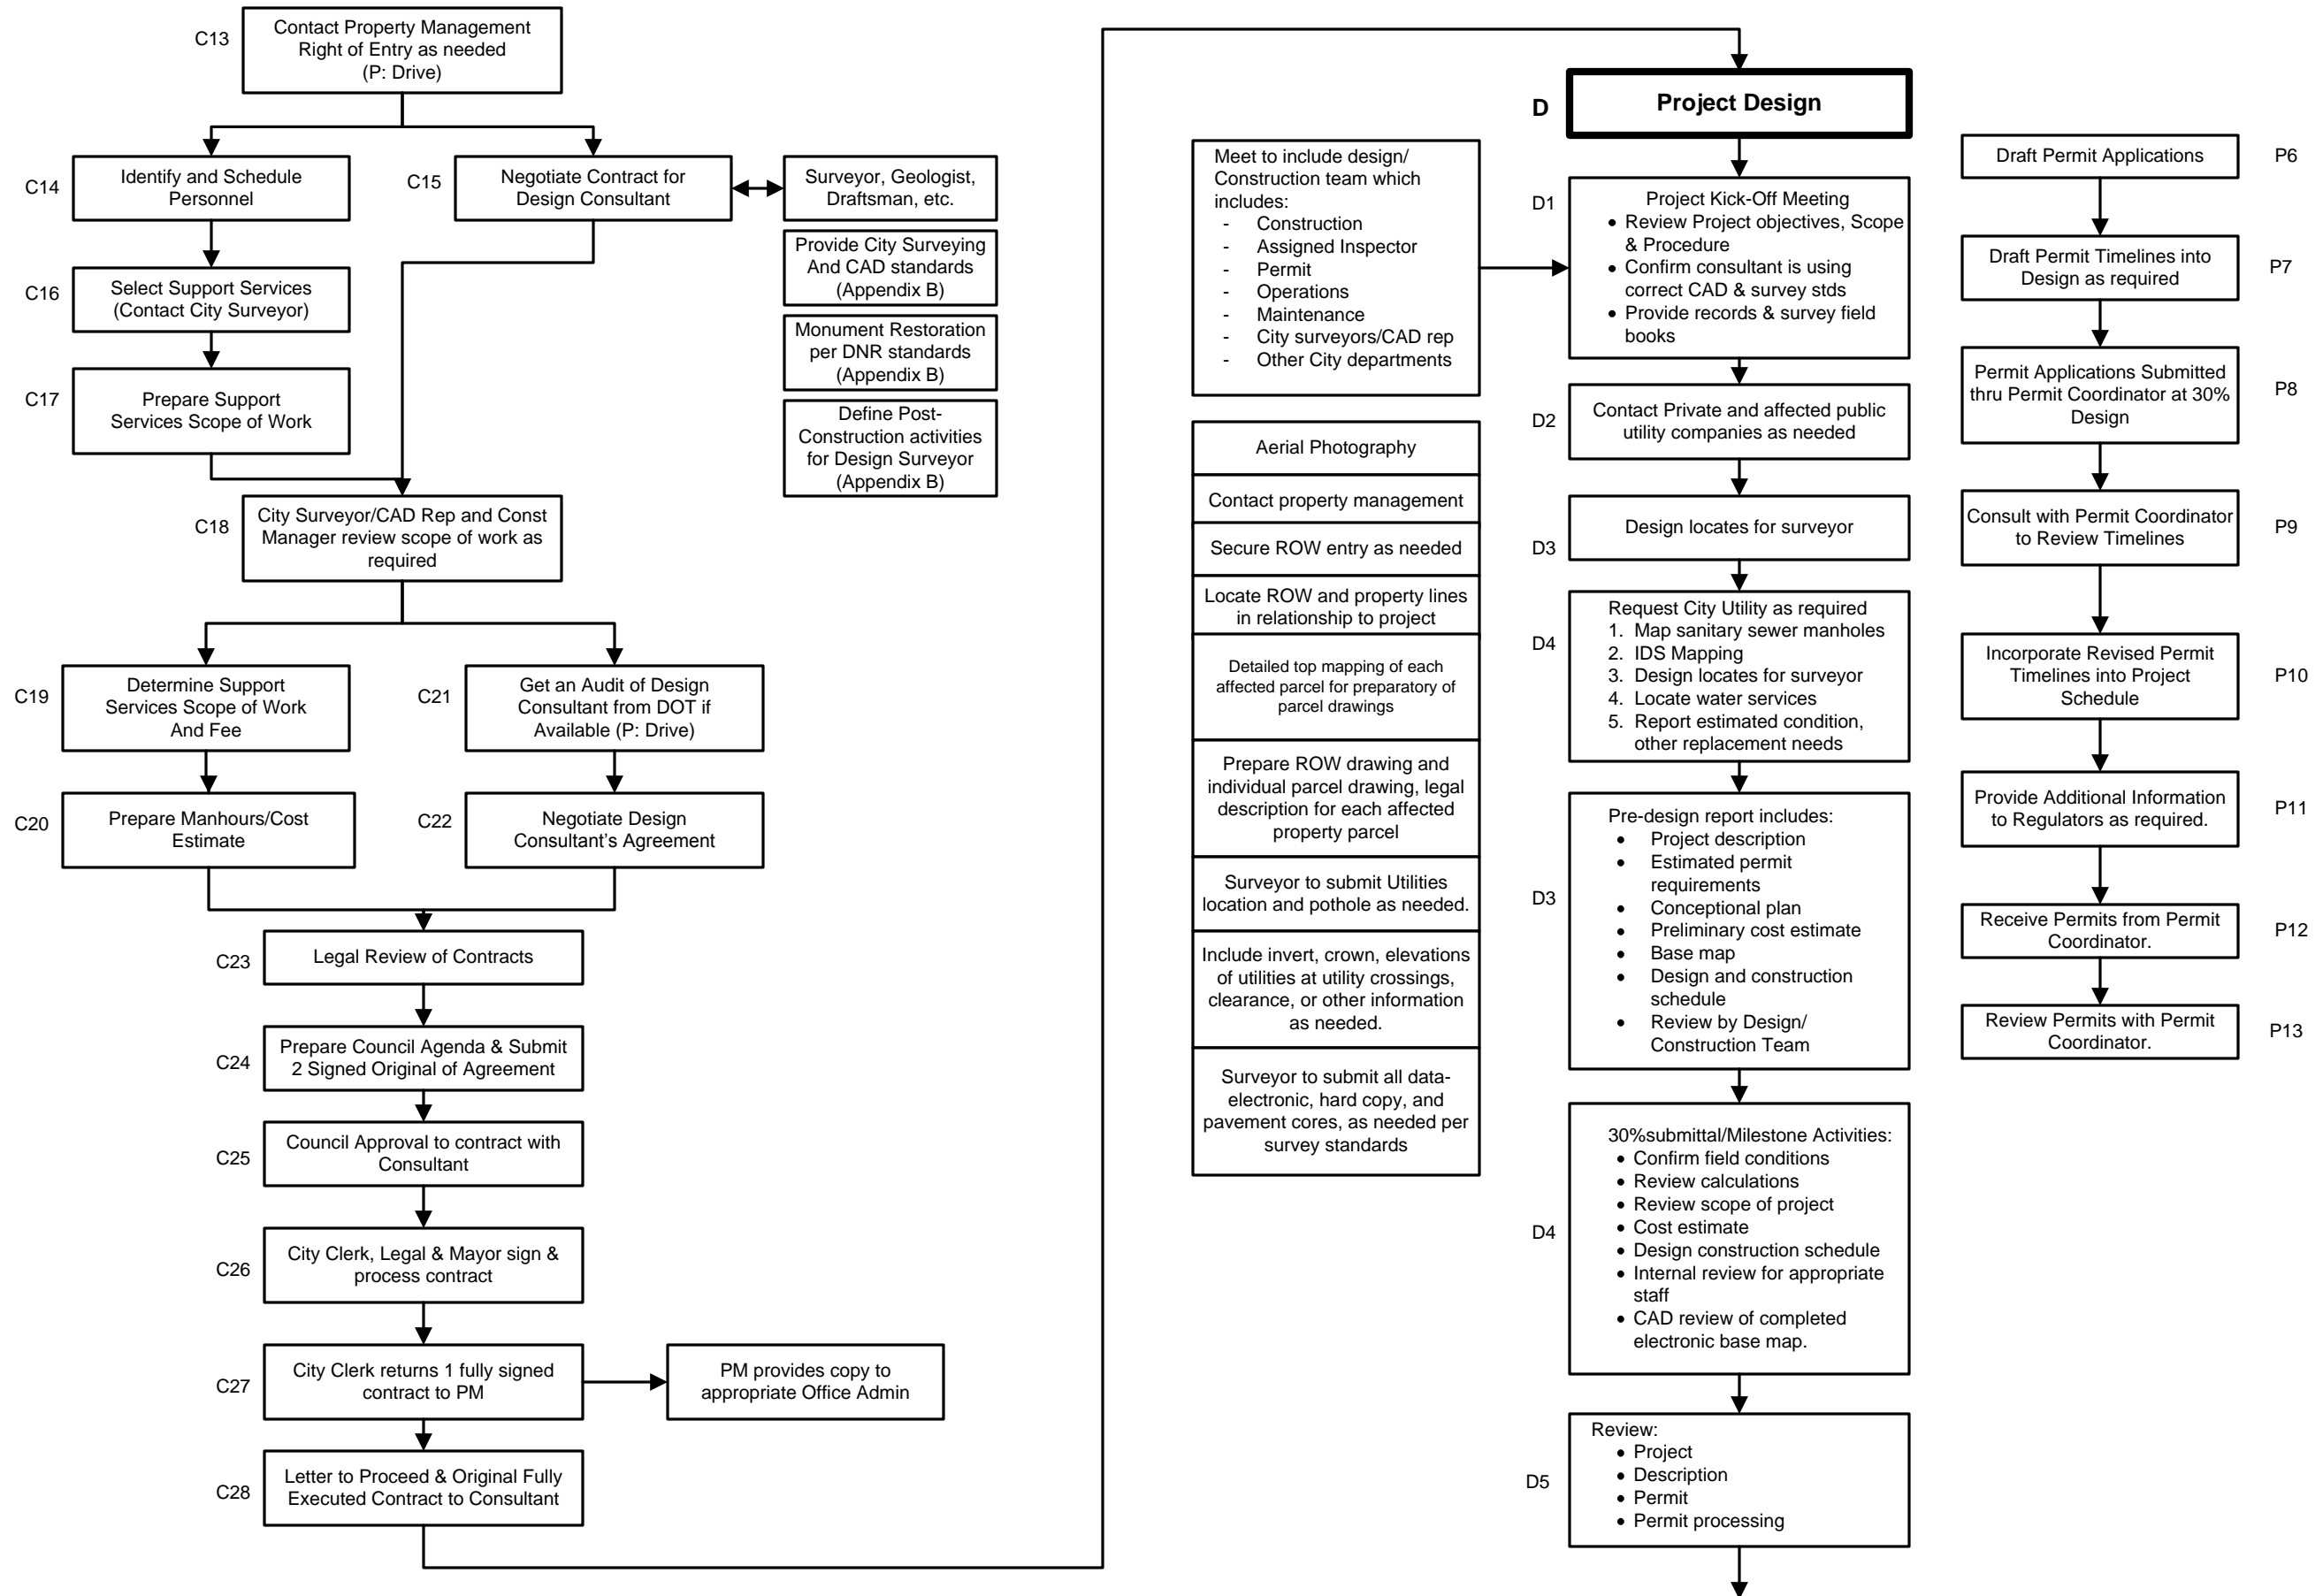 C13
Contact Property Management
Right of Entry as needed
(P: Drive)
C14
Identify and Schedule
Personnel
C15
Negotiate Contract for
Design Consultant
Surveyor, Geologist,
Draftsman, etc.
Provide City Surveying
And CAD standards
(Appendix B)
Monument Restoration
per DNR standards
(Appendix B)
Define Post-
Construction activities
for Design Surveyor
(Appendix B)
C16
Select Support Services
(Contact City Surveyor)
C17
Prepare Support
Services Scope of Work
C18
City Surveyor/CAD Rep and Const
Manager review scope of work as
required
C19
Determine Support
Services Scope of Work
And Fee
C21
Get an Audit of Design
Consultant from DOT if
Available (P: Drive)
C20
Prepare Manhours/Cost
Estimate
C22
Negotiate Design
Consultant’s Agreement
C23
Legal Review of Contracts
C24
Prepare Council Agenda & Submit
2 Signed Original of Agreement
C25
Council Approval to contract with
Consultant
C26
City Clerk, Legal & Mayor sign &
process contract
C27
City Clerk returns 1 fully signed
contract to PM
PM provides copy to
appropriate Office Admin
C28
Letter to Proceed & Original Fully
Executed Contract to Consultant
D
Project Design
Meet to include design/
Construction team which
includes:
- Construction
- Assigned Inspector
- Permit
- Operations
- Maintenance
- City surveyors/CAD rep
- Other City departments
D1
Project Kick-Off Meeting
• Review Project objectives, Scope
& Procedure
• Confirm consultant is using
correct CAD & survey stds
• Provide records & survey field
books
D2
Contact Private and affected public
utility companies as needed
D3
Design locates for surveyor
D4
Request City Utility as required
1. Map sanitary sewer manholes
2. IDS Mapping
3. Design locates for surveyor
4. Locate water services
5. Report estimated condition,
other replacement needs
D3
Pre-design report includes:
• Project description
• Estimated permit
requirements
• Conceptional plan
• Preliminary cost estimate
• Base map
• Design and construction
schedule
• Review by Design/
Construction Team
D4
30%submittal/Milestone Activities:
• Confirm field conditions
• Review calculations
• Review scope of project
• Cost estimate
• Design construction schedule
• Internal review for appropriate
staff
• CAD review of completed
electronic base map.
D5
Review:
• Project
• Description
• Permit
• Permit processing
Aerial Photography
Contact property management
Secure ROW entry as needed
Locate ROW and property lines
in relationship to project
Detailed top mapping of each
affected parcel for preparatory of
parcel drawings
Prepare ROW drawing and
individual parcel drawing, legal
description for each affected
property parcel
Surveyor to submit Utilities
location and pothole as needed.
Include invert, crown, elevations
of utilities at utility crossings,
clearance, or other information
as needed.
Surveyor to submit all data-
electronic, hard copy, and
pavement cores, as needed per
survey standards
Draft Permit Applications
P6
Draft Permit Timelines into
Design as required
P7
Permit Applications Submitted
thru Permit Coordinator at 30%
Design
P8
Consult with Permit Coordinator
to Review Timelines
P9
Incorporate Revised Permit
Timelines into Project
Schedule
P10
Provide Additional Information
to Regulators as required.
P11
Receive Permits from Permit
Coordinator.
P12
Review Permits with Permit
Coordinator.
P13